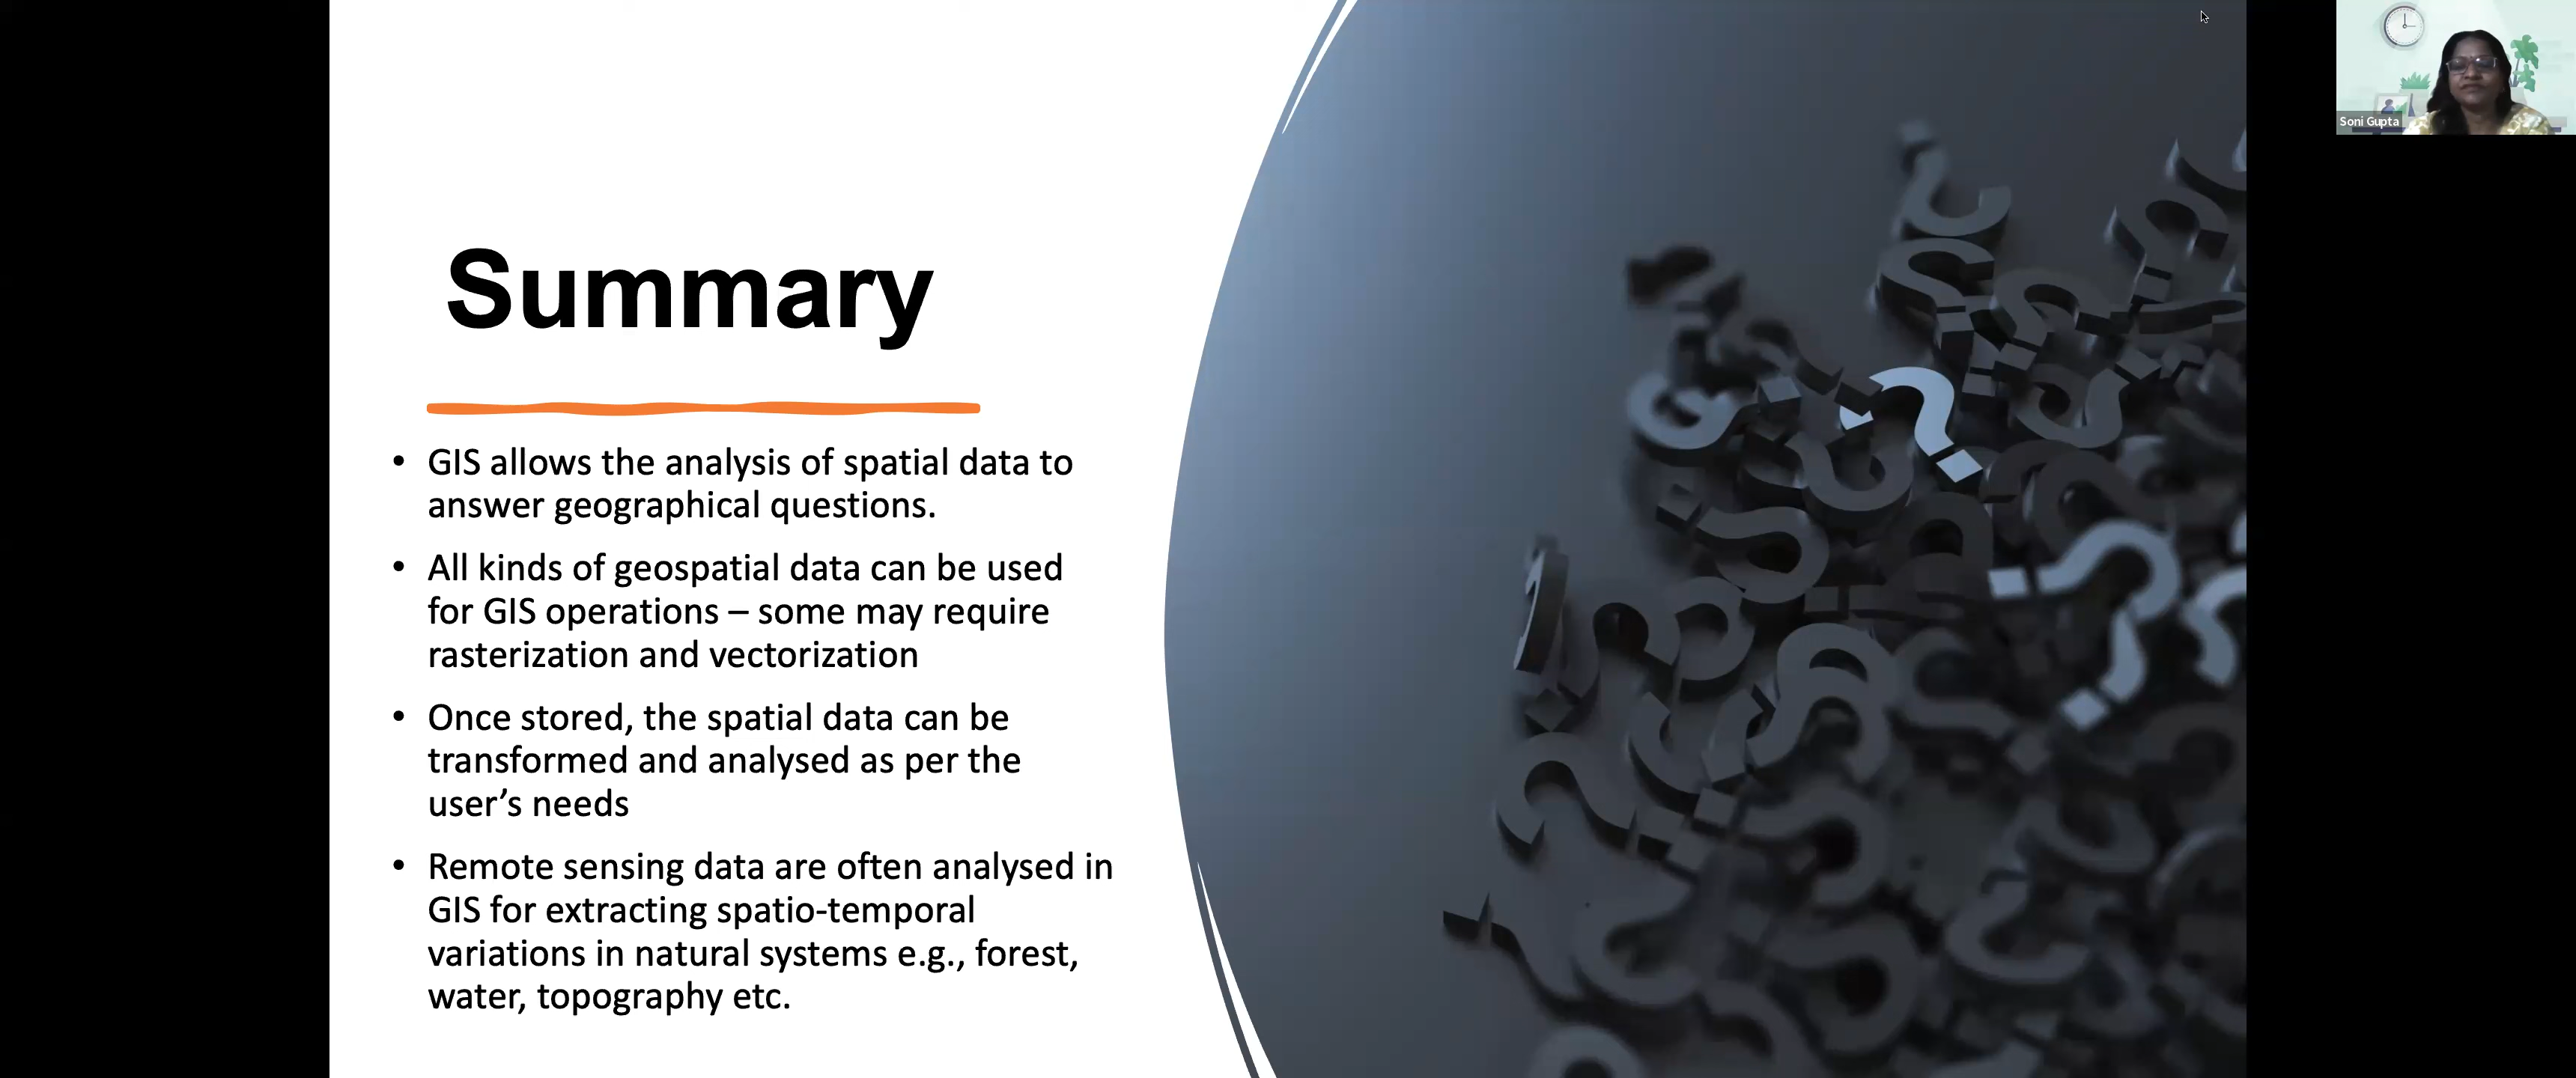 Summary
• GIS allows the analysis of spatial data to
answer geographical questions.
• All kinds of geospatial data can be used
for GIS operations – some may require
rasterization and vectorization
• Once stored, the spatial data can be
transformed and analysed as per the
user’s needs
• Remote sensing data are often analysed in
GIS for extracting spatio-temporal
variations in natural systems e.g., forest,
water, topography etc.
Soni Gupta